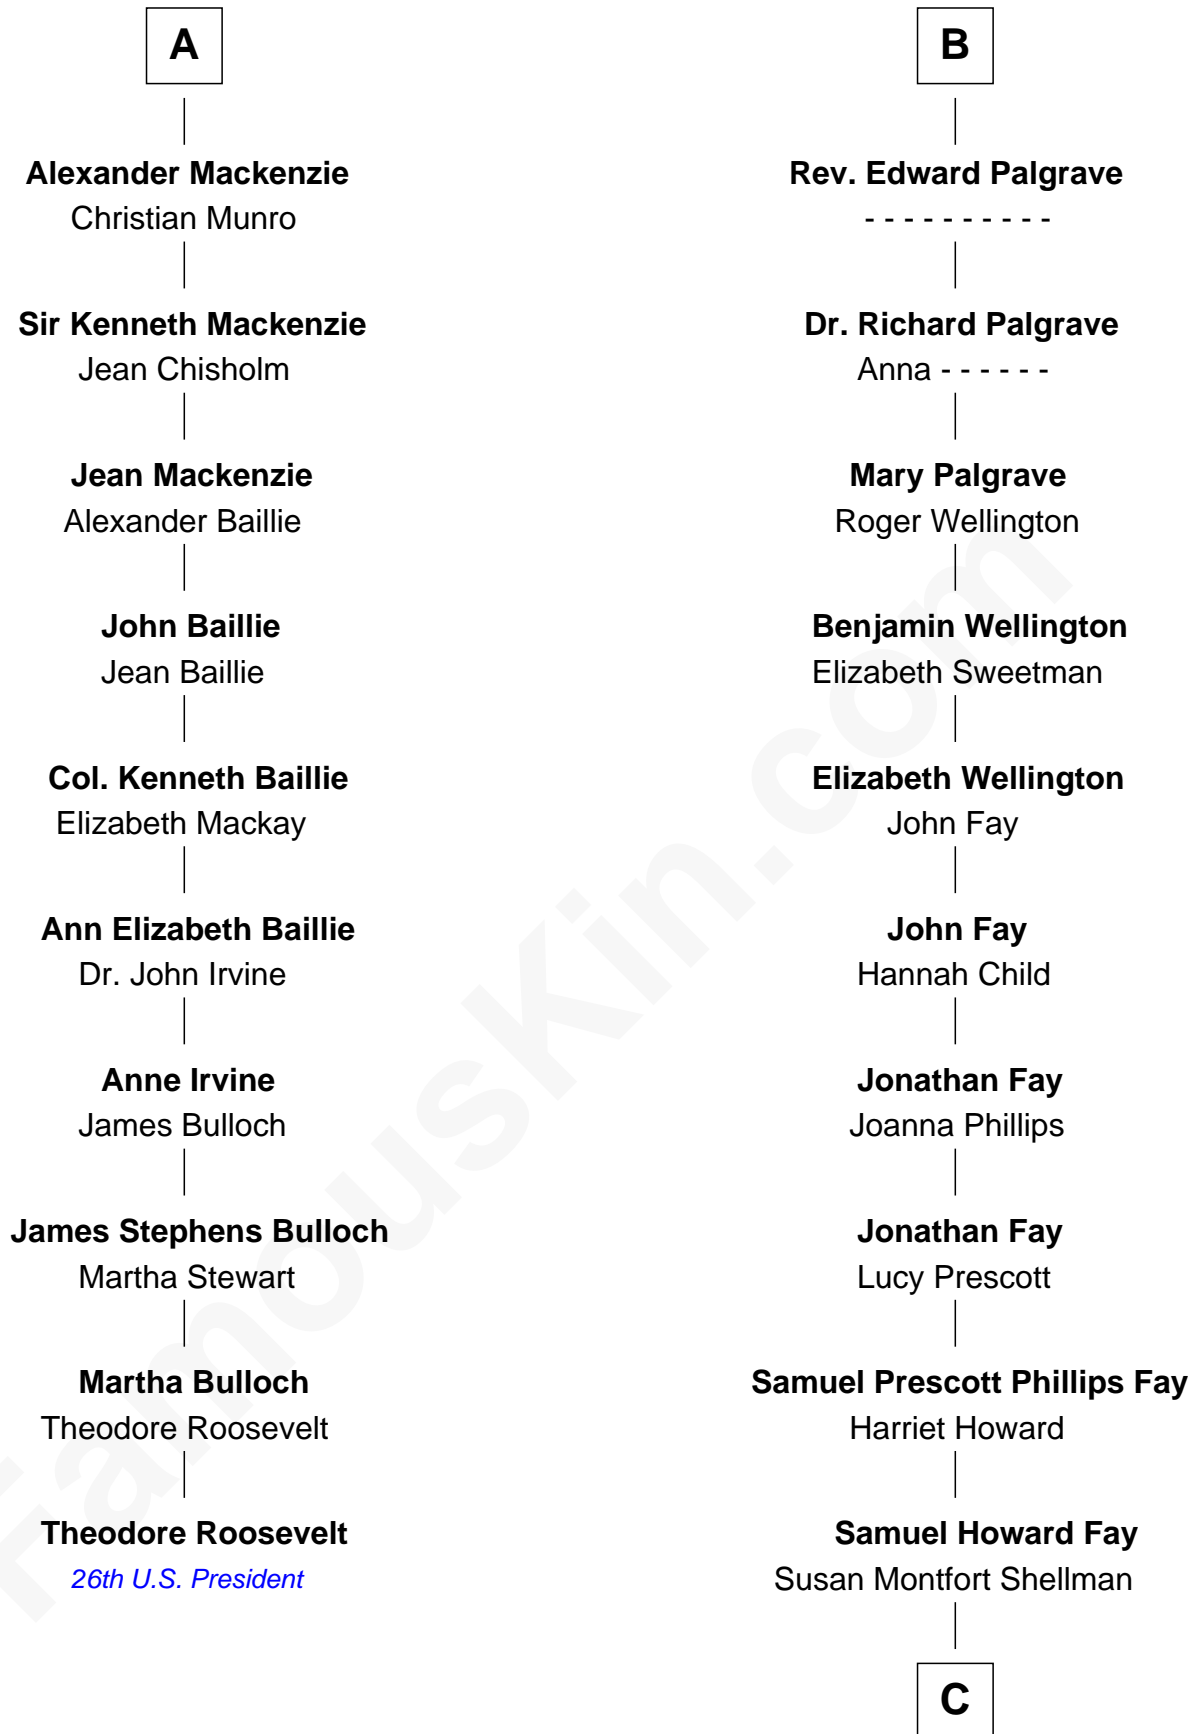 A
Alexander Mackenzie
Christian Munro
Sir Kenneth Mackenzie
Jean Chisholm
Jean Mackenzie
Alexander Baillie
John Baillie
Jean Baillie
Col. Kenneth Baillie
Elizabeth Mackay
Ann Elizabeth Baillie
Dr. John Irvine
Anne Irvine
James Bulloch
James Stephens Bulloch
Martha Stewart
Martha Bulloch
Theodore Roosevelt
Theodore Roosevelt
26th U.S. President
B
Rev. Edward Palgrave
- - - - - - - - - -
Dr. Richard Palgrave
Anna - - - - - -
Mary Palgrave
Roger Wellington
Benjamin Wellington
Elizabeth Sweetman
Elizabeth Wellington
John Fay
John Fay
Hannah Child
Jonathan Fay
Joanna Phillips
Jonathan Fay
Lucy Prescott
Samuel Prescott Phillips Fay
Harriet Howard
Samuel Howard Fay
Susan Montfort Shellman
C
FamousKin.com